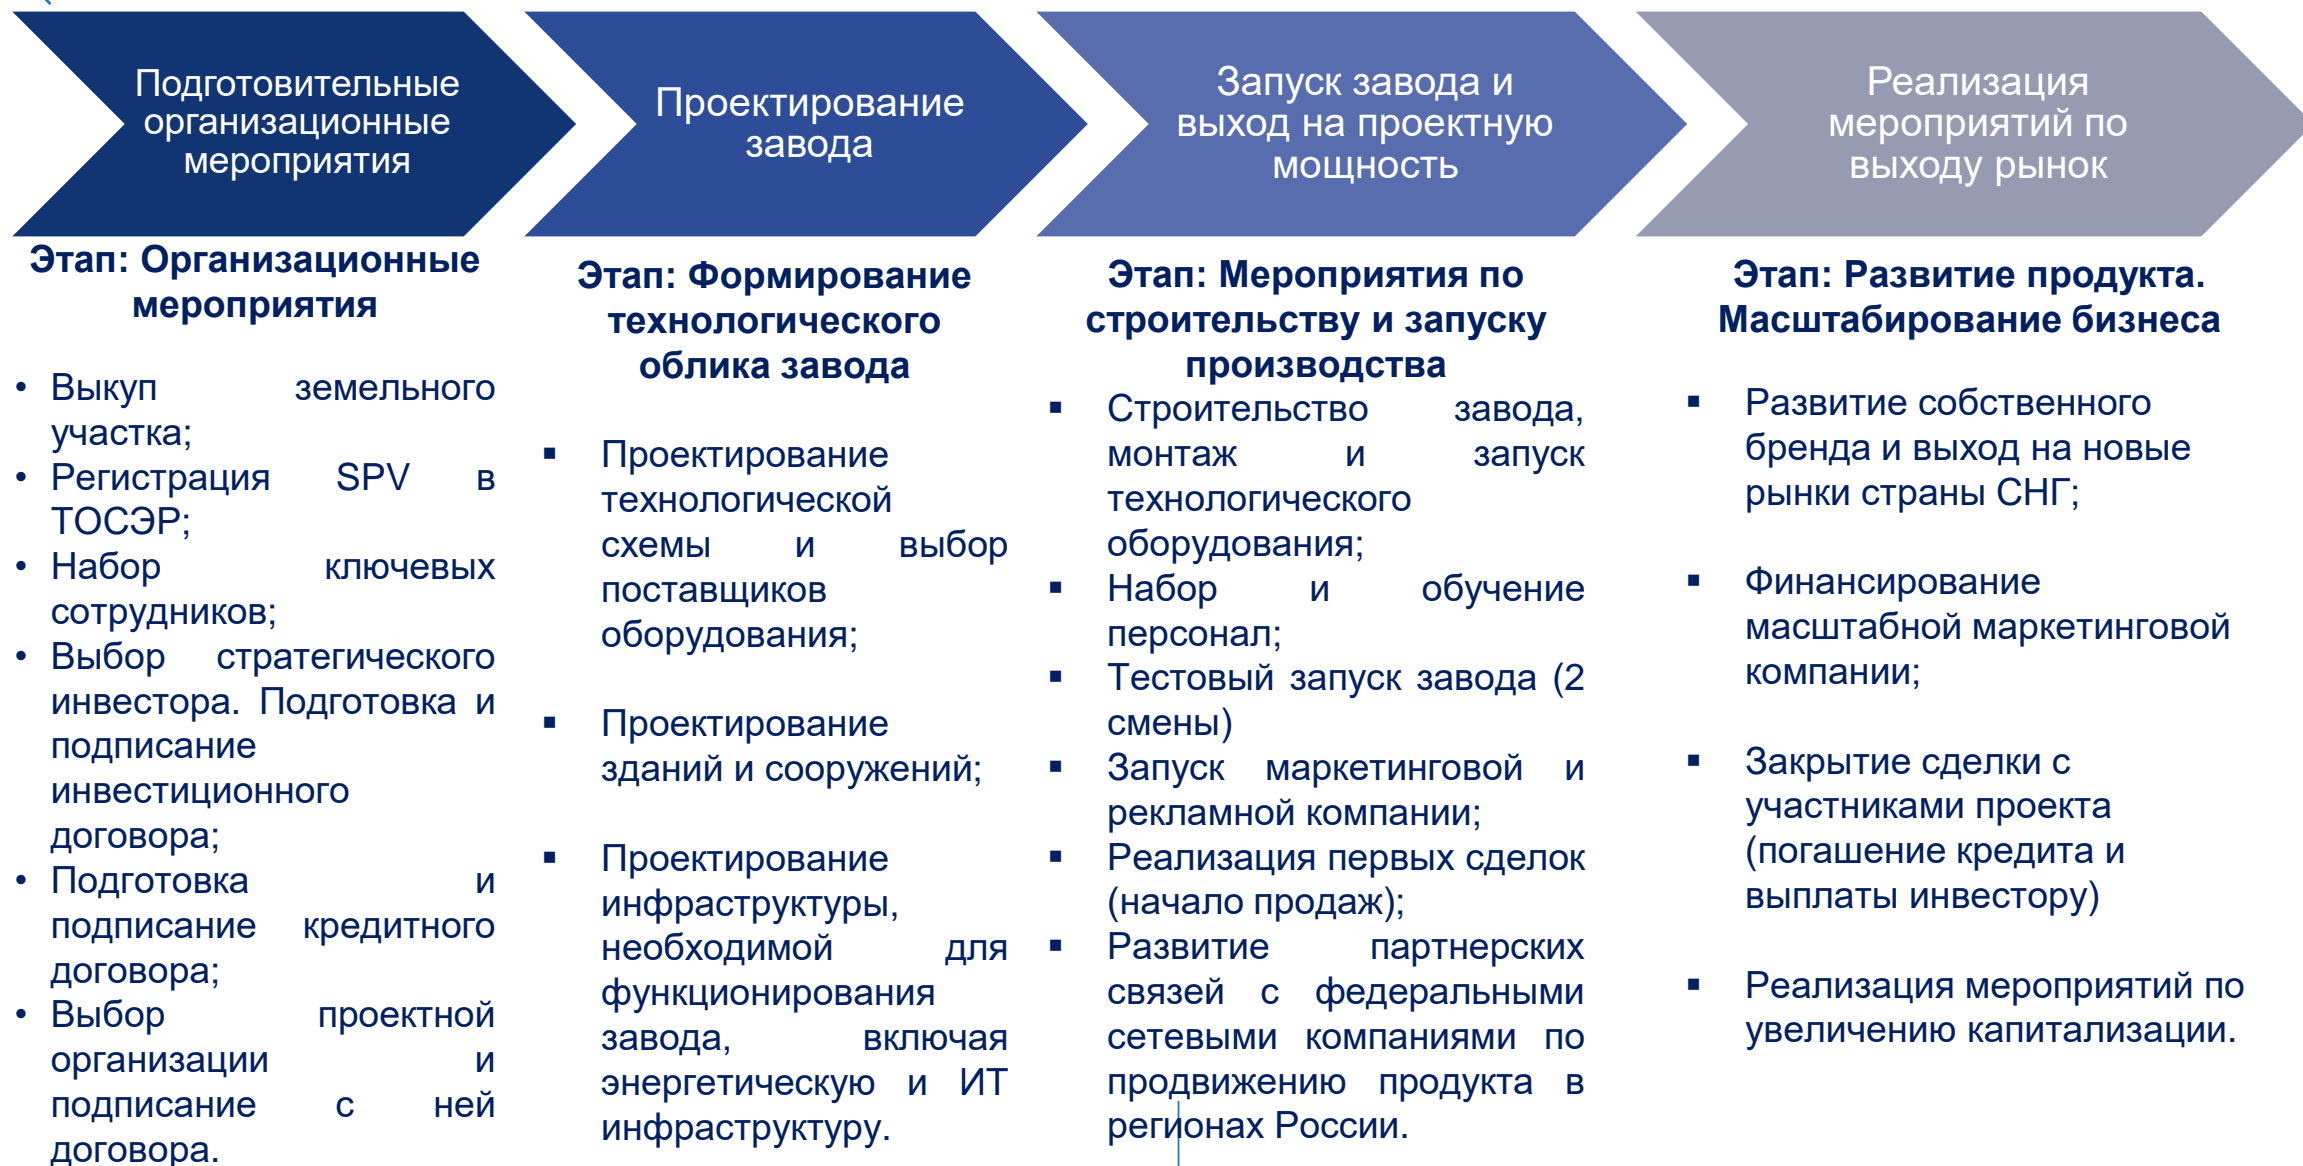 Подготовительные
организационные
мероприятия
Проектирование
завода
Запуск завода и
выход на проектную
мощность
Реализация
мероприятий по
выходу рынок
Этап: Организационные
мероприятия
• Выкуп земельного
участка;
• Регистрация SPV в
ТОСЭР;
• Набор ключевых
сотрудников;
• Выбор стратегического
инвестора. Подготовка и
подписание
инвестиционного
договора;
• Подготовка и
подписание кредитного
договора;
• Выбор проектной
организации и
подписание с ней
договора.
Этап: Формирование
технологического
облика завода
▪ Проектирование
технологической
схемы и выбор
поставщиков
оборудования;
▪ Проектирование
зданий и сооружений;
▪ Проектирование
инфраструктуры,
необходимой для
функционирования
завода, включая
энергетическую и ИТ
инфраструктуру.
Этап: Мероприятия по
строительству и запуску
производства
▪ Строительство завода,
монтаж и запуск
технологического
оборудования;
▪ Набор и обучение
персонал;
▪ Тестовый запуск завода (2
смены)
▪ Запуск маркетинговой и
рекламной компании;
▪ Реализация первых сделок
(начало продаж);
▪ Развитие партнерских
связей с федеральными
сетевыми компаниями по
продвижению продукта в
регионах России.
Этап: Развитие продукта.
Масштабирование бизнеса
▪ Развитие собственного
бренда и выход на новые
рынки страны СНГ;
▪ Финансирование
масштабной маркетинговой
компании;
▪ Закрытие сделки с
участниками проекта
(погашение кредита и
выплаты инвестору)
▪ Реализация мероприятий по
увеличению капитализации.